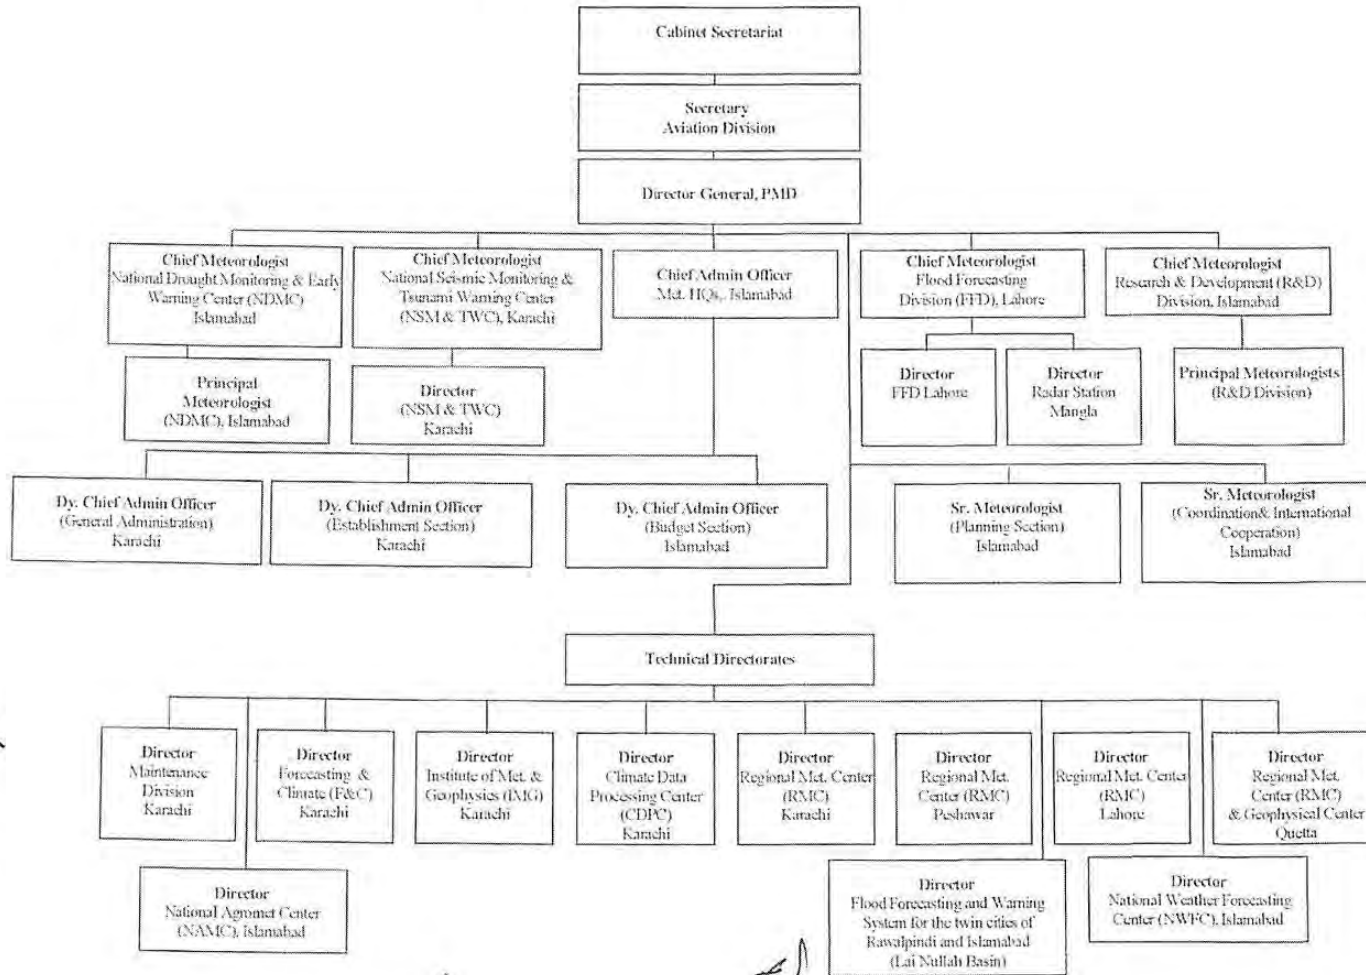 Cabinet Secretariat
Secretary
Aviation Division
Director General, PMD
Chief Meteorologist
National Drought Monitoring & Early
Warning Center (NDMC)
Islamabad
Chief Meteorologist
National Seismic Monitoring &
Tsunami Warning Center
(NSM & TWC), Karachi
Chief Admin Officer
Met. HQs,. Islamabad
Chief Meteorologist
Flood Forecasting
Division (FFD), Lahore
Chief Meteorologist
Research & Development (R&D)
Division, Islamabad
Principal
Meteorologist
(NDMC), Islamabad
Director
(NSM & TWC)
Karachi
Director
FFD Lahore
Director
Radar Station
Mangla
Principal Meteorologists
(R&D Division)
Dy. Chief Admin Officer
(General Administration)
Karachi
Dy. Chief Admin Officer
(Establishment Section)
Karachi
Dy. Chief Admin Officer
(Budget Section)
Islamabad
Sr. Meteorologist
(Planning Section)
Islamabad
Sr. Meteorologist
(Coordination& International
Cooperation)
Islamabad
Technical Directorates
Director
Maintenance
Division
Karachi
Director
Forecasting &
Climate (F&C)
Karachi
Director
Institute of Met. &
Geophysics (IMG)
Karachi
Director
Climate Data
Processing Center
(CDPC)
Karachi
Director
Regional Met. Center
(RMC)
Karachi
Director
Regional Met.
Center (RMC)
Peshawar
Director
Regional Met. Center
(RMC)
Lahore
Director
Regional Met.
Center (RMC)
& Geophysical Center
Quetta
Director
National Agromet Center
(NAMC), Islamabad
Director
Flood Forecasting and Warning
System for the twin cities of
Rawalpindi and Islamabad
(Lai Nullah Basin)
Director
National Weather Forecasting
Center (NWFC), Islamabad